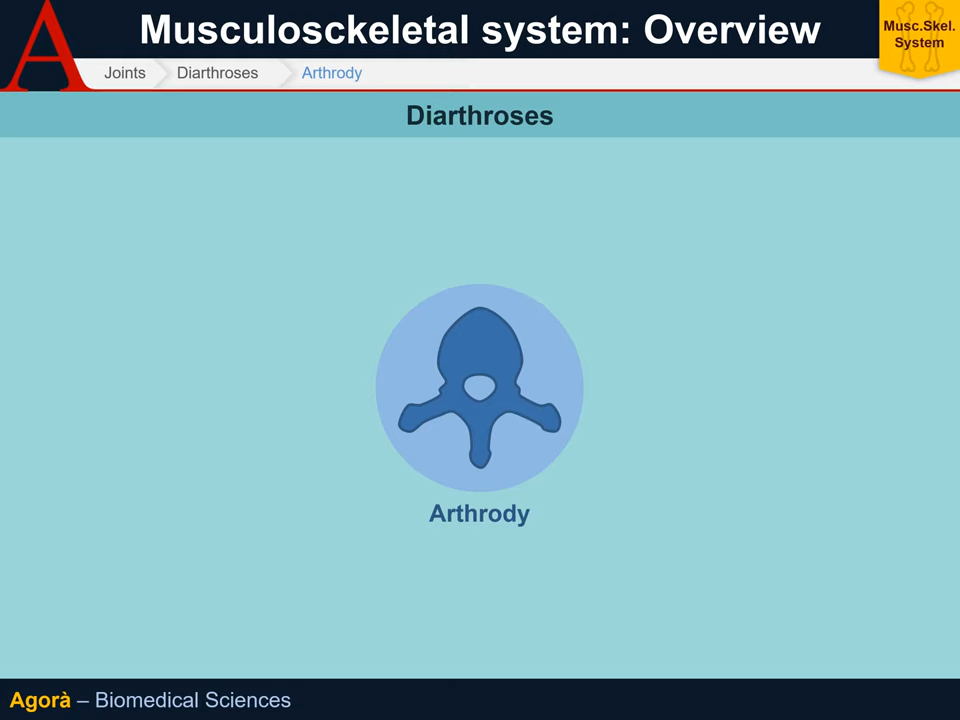 Musculosckeletal system: Overview
Musc.Skel.
System
A
Joints Diarthroses Arthrody
Diarthroses
Arthrody
Agorà – Biomedical Sciences